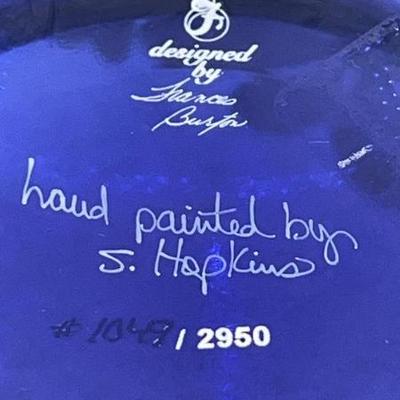 designed
by
Frances
Burton
hand painted by
S. Hopkins
#1049 / 2950